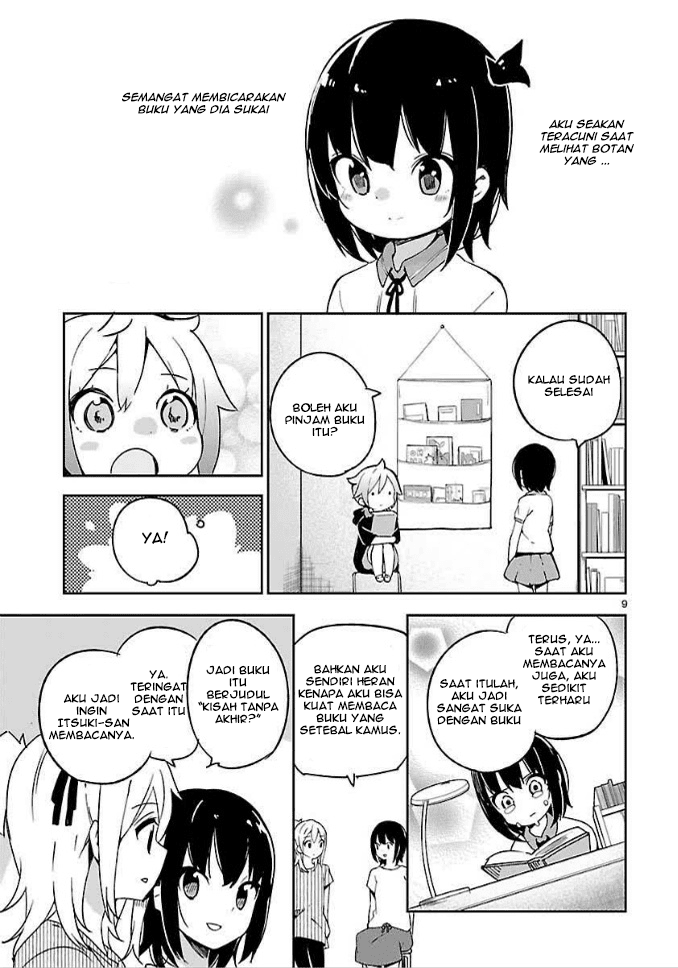 AKU SEAKAN
TERACUNI SAAT
MELIHAT BOTAN
YANG ...
SEMANGAT MEMBICARAKAN
BUKU YANG DIA SUKAI
KALAU SUDAH
SELESAI
BOLEH AKU
PINJAM BUKU
ITU?
YA!
9
TERUS, YA...
SAAT AKU
MEMBACANYA
JUGA, AKU
SEDIKIT
TERHARU
SAAT ITULAH,
AKU JADI
SANGAT SUKA
DENGAN BUKU
BAHKAN AKU
SENDIRI HERAN
KENAPA AKU BISA
KUAT MEMBACA
BUKU YANG
SETEBAL KAMUS.
JADI BUKU
ITU
BERJUDUL
"KISAH TANPA
AKHIR?"
YA.
TERINGAT
DENGAN
SAAT ITU
AKU JADI
INGIN
ITSUKI-SAN
MEMBACANYA.